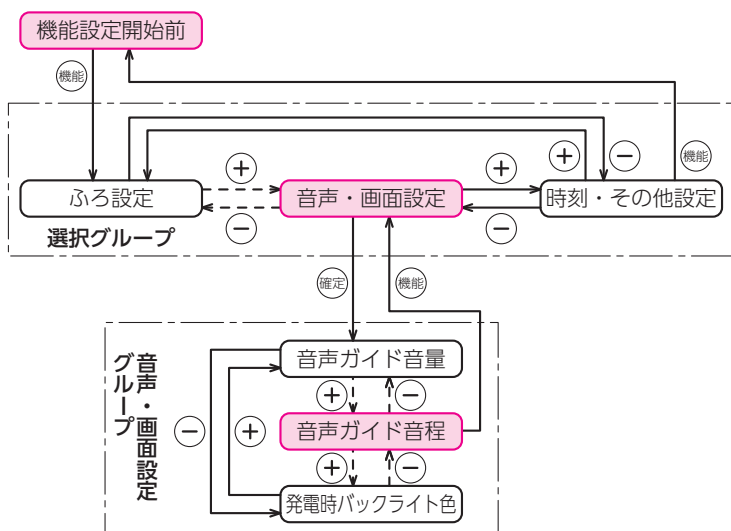 機能設定開始前
機能
＋
－
機能
＋
＋
ふろ設定
音声・画面設定
時刻・その他設定
－
－
選択グループ
確定
機能
音声・画面設定
グループ
音声ガイド音量
＋
－
－
＋
音声ガイド音程
＋
－
発電時バックライト色